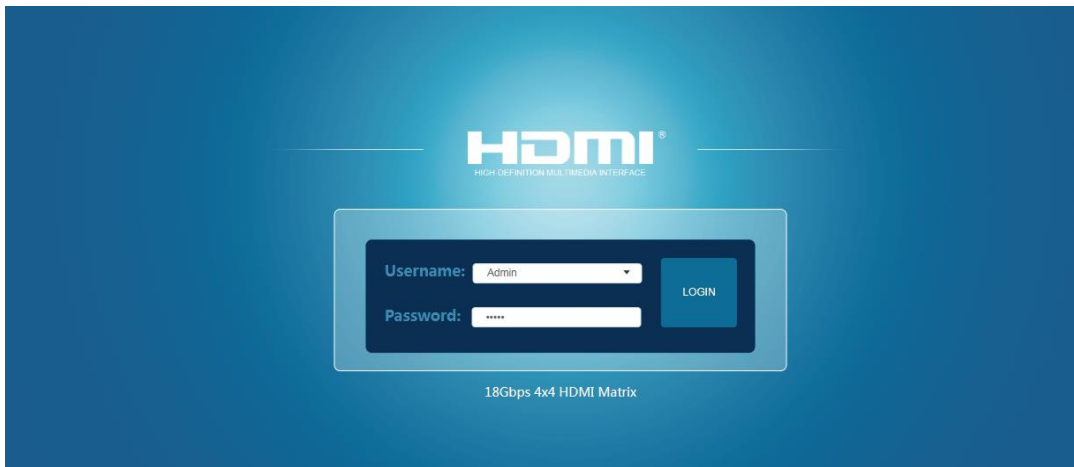 HDMI®
HIGH-DEFINITION MULTIMEDIA INTERFACE
Username: Admin
LOGIN
Password: •••••
18Gbps 4x4 HDMI Matrix